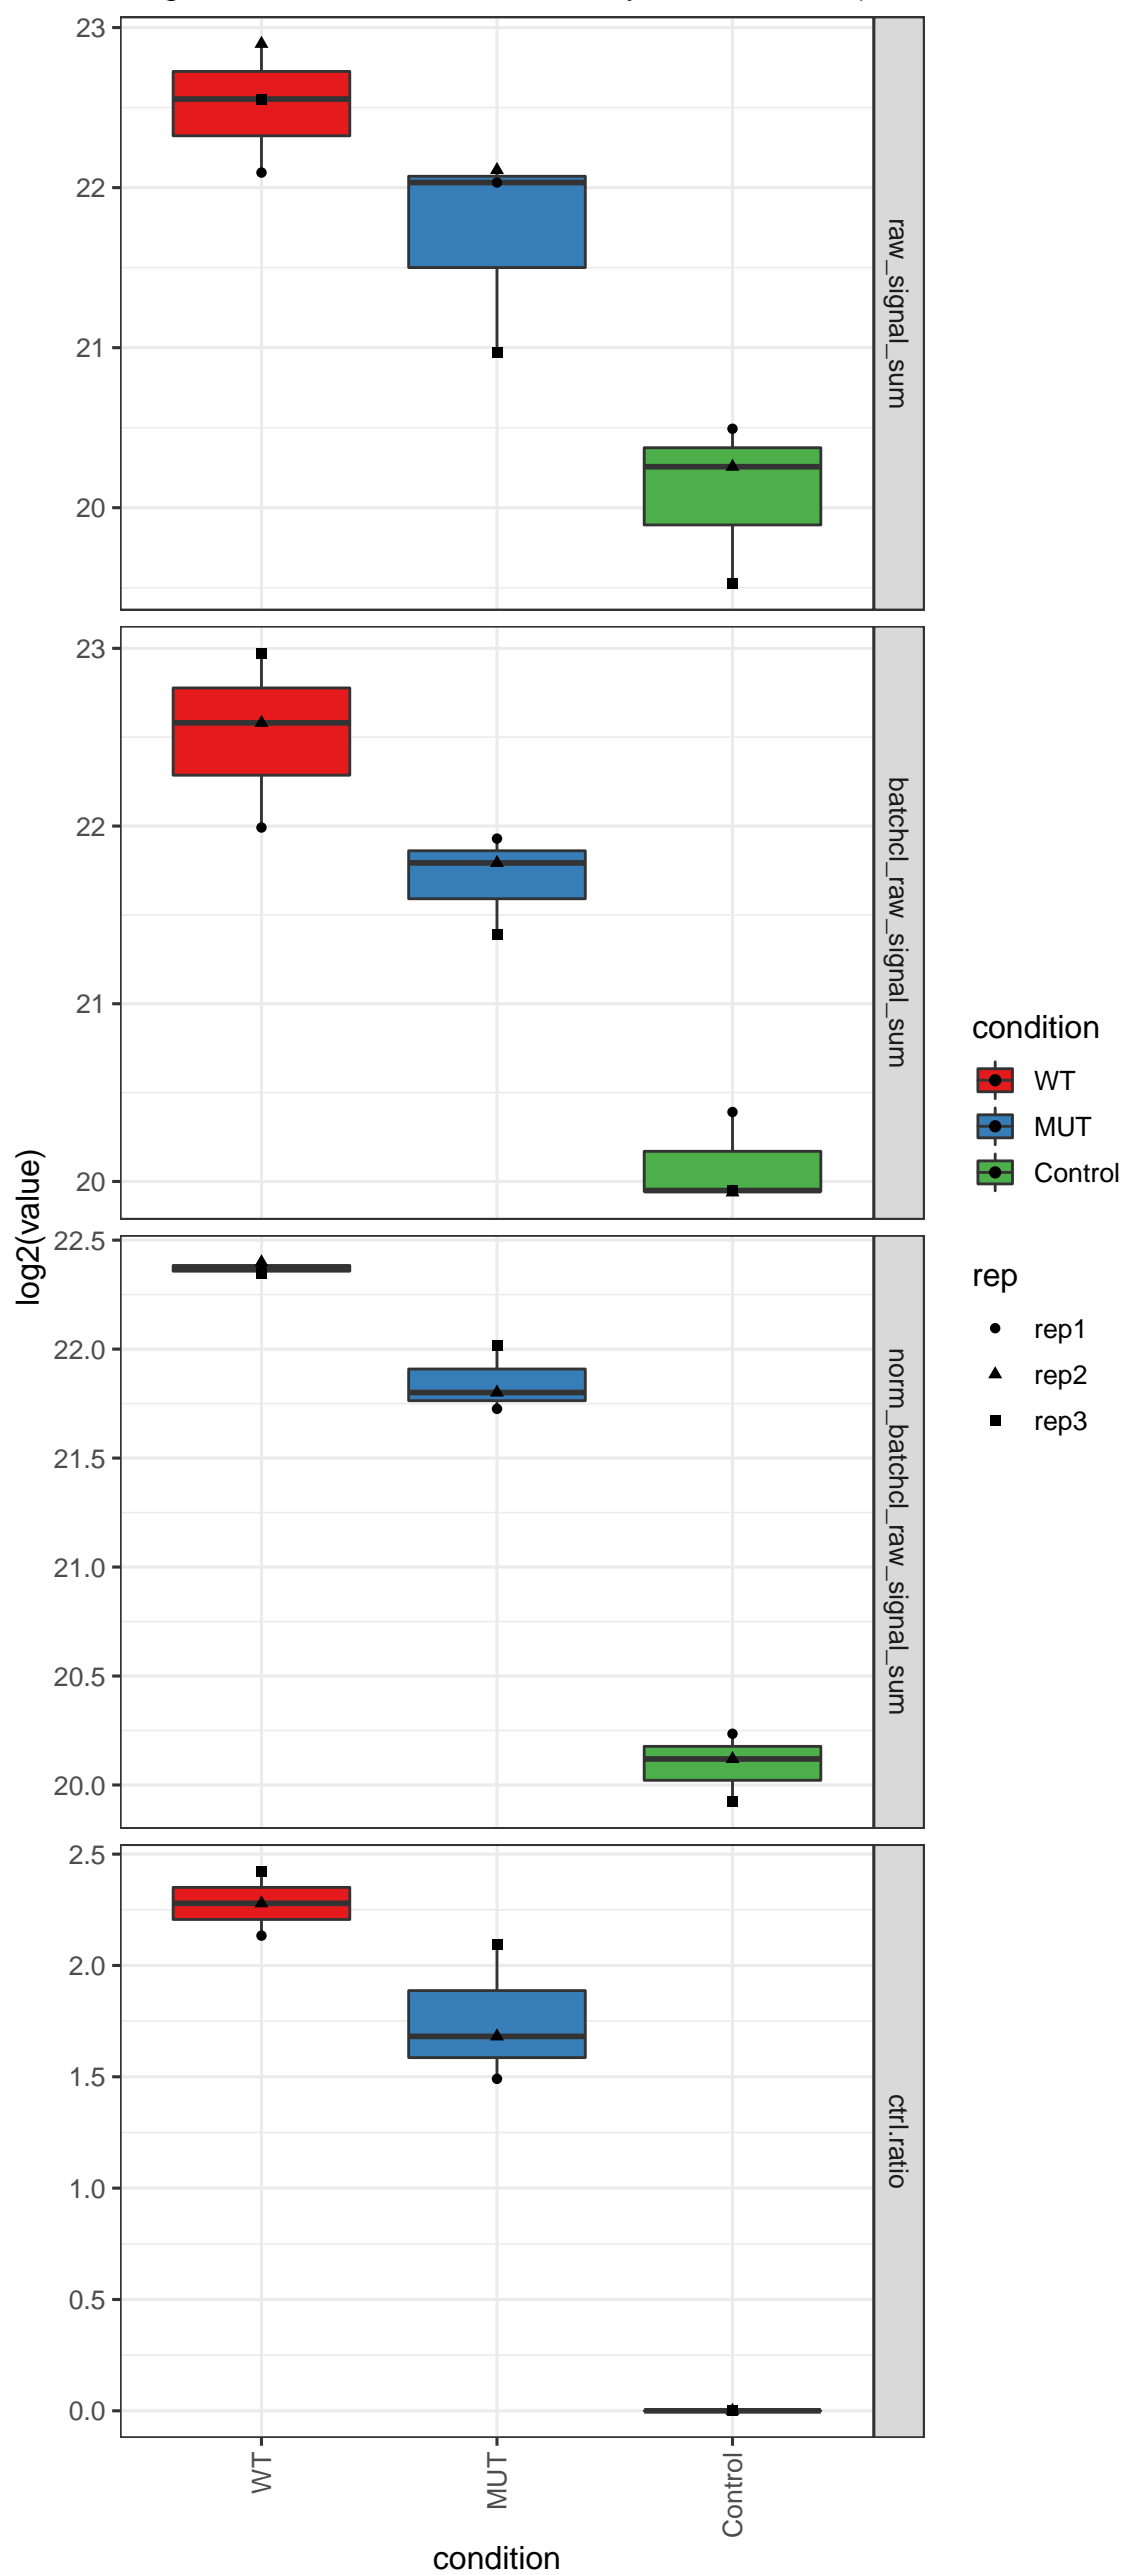 23
22
21
20
raw_signal_sum
23
22
21
20
batchcl_raw_signal_sum
22.5
22.0
21.5
21.0
20.5
20.0
norm_batchcl_raw_signal_sum
2.5
2.0
1.5
1.0
0.5
0.0
ctrl.ratio
log2(value)
WT
MUT
Control
condition
condition
WT
MUT
Control
rep
rep1
rep2
rep3